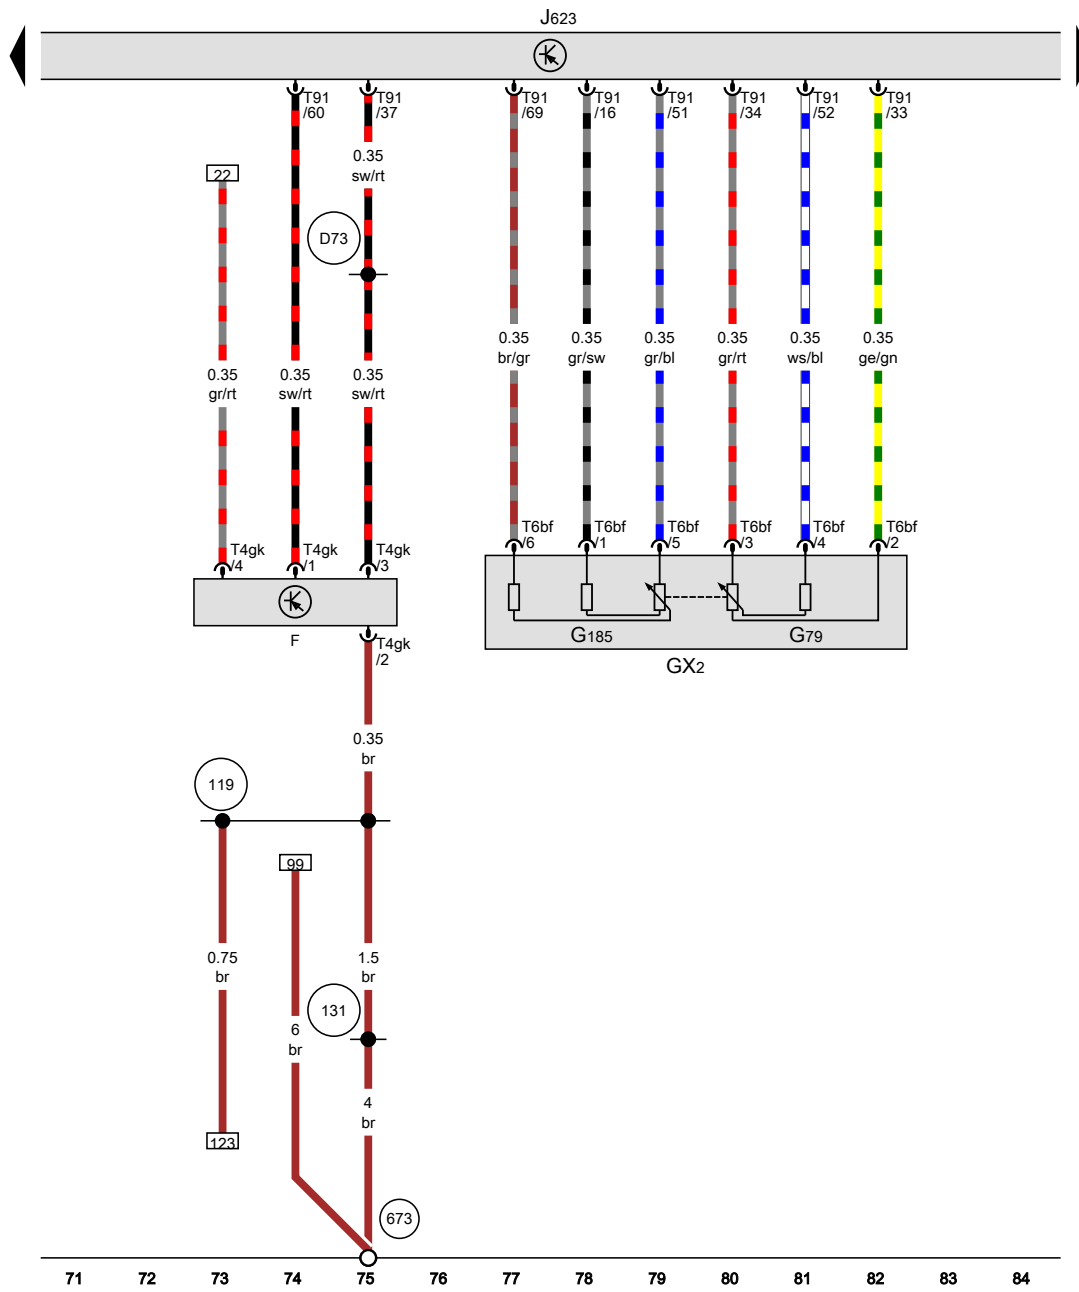 J623
T91
/60
T91
/37
T91
/69
T91
/16
T91
/51
T91
/34
T91
/52
T91
/33
0.35
sw/rt
22
D73
0.35
br/gr
0.35
gr/sw
0.35
gr/bl
0.35
gr/rt
0.35
ws/bl
0.35
ge/gn
0.35
gr/rt
0.35
sw/rt
0.35
sw/rt
T4gk
/4
T4gk
/1
T4gk
/3
T6bf
/6
T6bf
/1
T6bf
/5
T6bf
/3
T6bf
/4
T6bf
/2
F
T4gk
/2
G185
G79
GX2
0.35
br
119
99
0.75
br
1.5
br
131
6
br
4
br
123
673
71 72 73 74 75 76 77 78 79 80 81 82 83 84